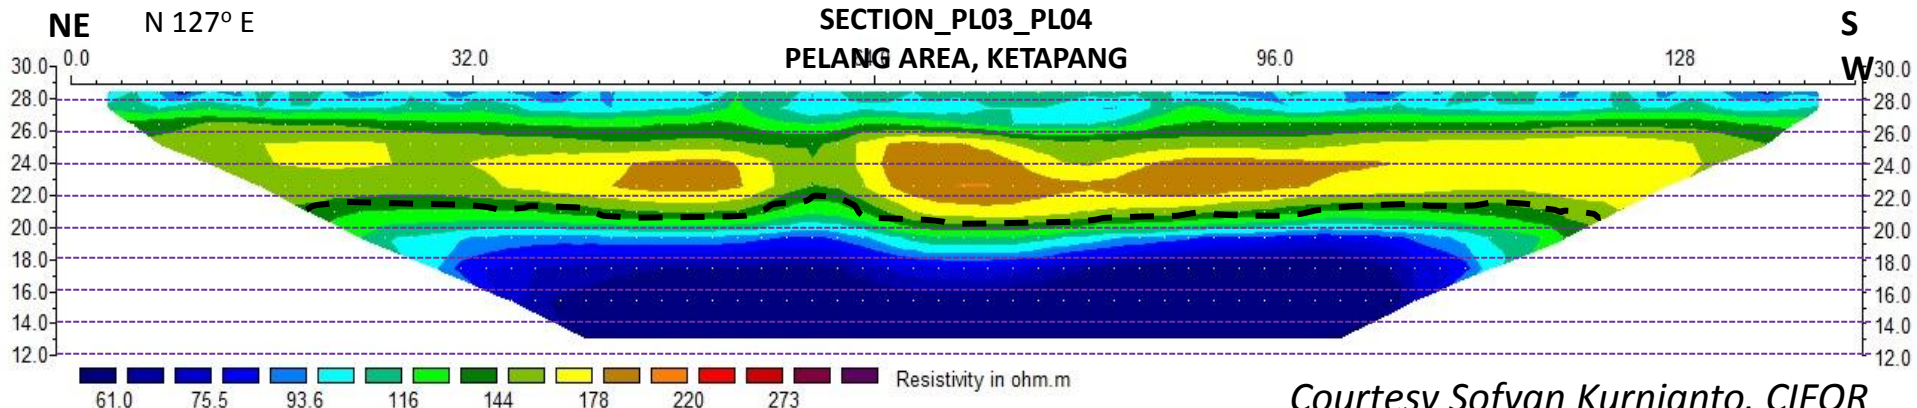 NE N 127º E SECTION_PL03_PL04 S
PELANG AREA, KETAPANG W
0.0 32.0 96.0 128
30.0 30.0
28.0 28.0
26.0 26.0
24.0 24.0
22.0 22.0
20.0 20.0
18.0 18.0
16.0 16.0
14.0 14.0
12.0 12.0
Resistivity in ohm.m
61.0 75.5 93.6 116 144 178 220 273
Courtesy Sofyan Kurnianto, CIFOR